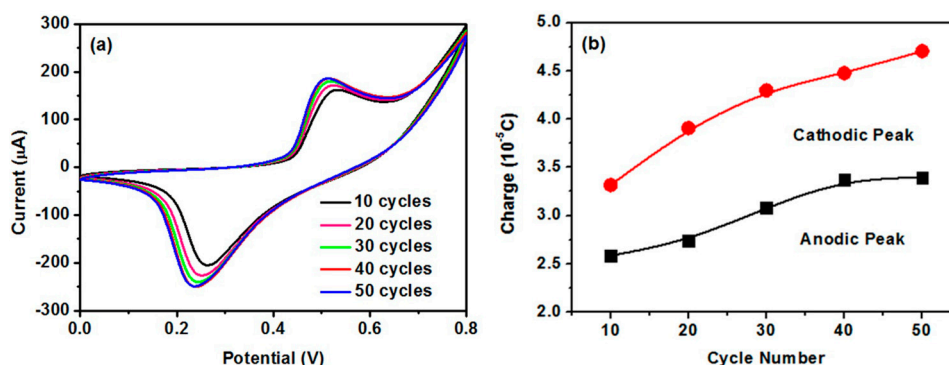 (a)
300
200
100
0
-100
-200
-300
Current (μA)
10 cycles
20 cycles
30 cycles
40 cycles
50 cycles
0.0 0.2 0.4 0.6 0.8
Potential (V)
(b)
5.0
4.5
4.0
3.5
3.0
2.5
2.0
Charge (10⁻⁵ C)
Cathodic Peak
Anodic Peak
10 20 30 40 50
Cycle Number